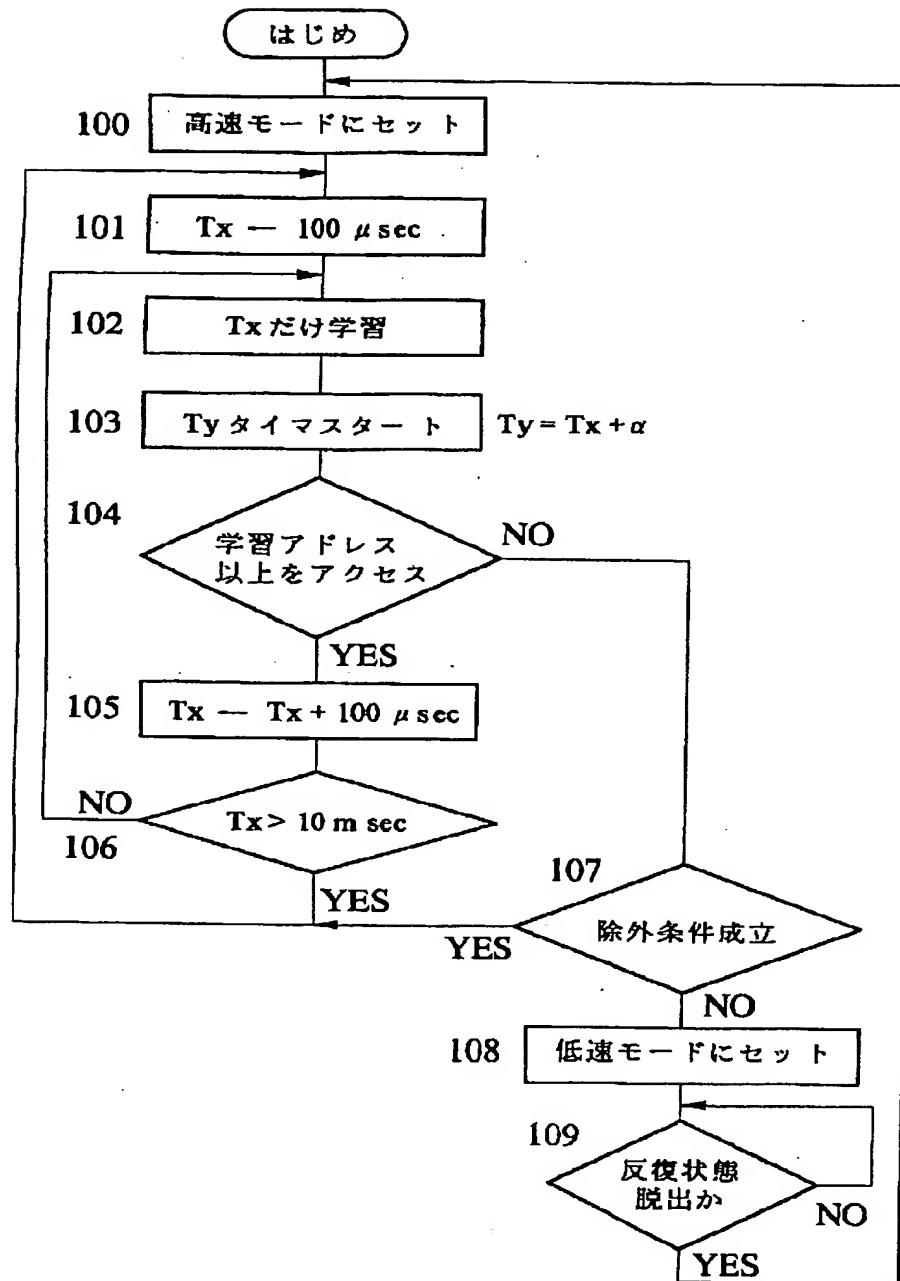 はじめ
100
高速モードにセット
101
Tx ← 100 μsec
102
Txだけ学習
103
Tyタイマスタート
Ty = Tx + α
104
学習アドレス
以上をアクセス
NO
YES
105
Tx ← Tx + 100 μsec
NO
106
Tx > 10 m sec
YES
107
除外条件成立
YES
NO
108
低速モードにセット
109
反復状態
脱出か
NO
YES